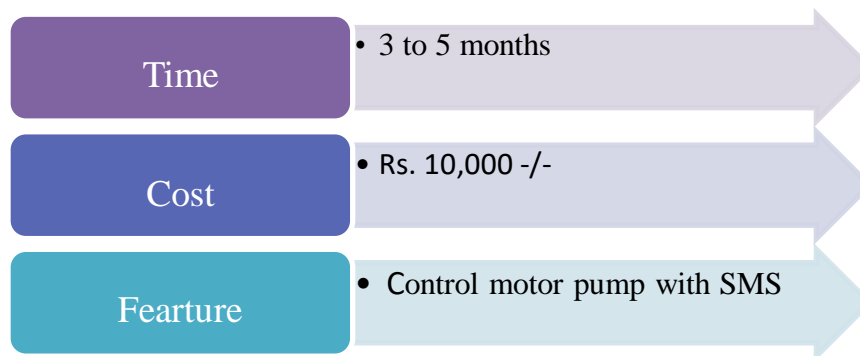 Time
• 3 to 5 months
Cost
• Rs. 10,000 -/-
Fearture
• Control motor pump with SMS